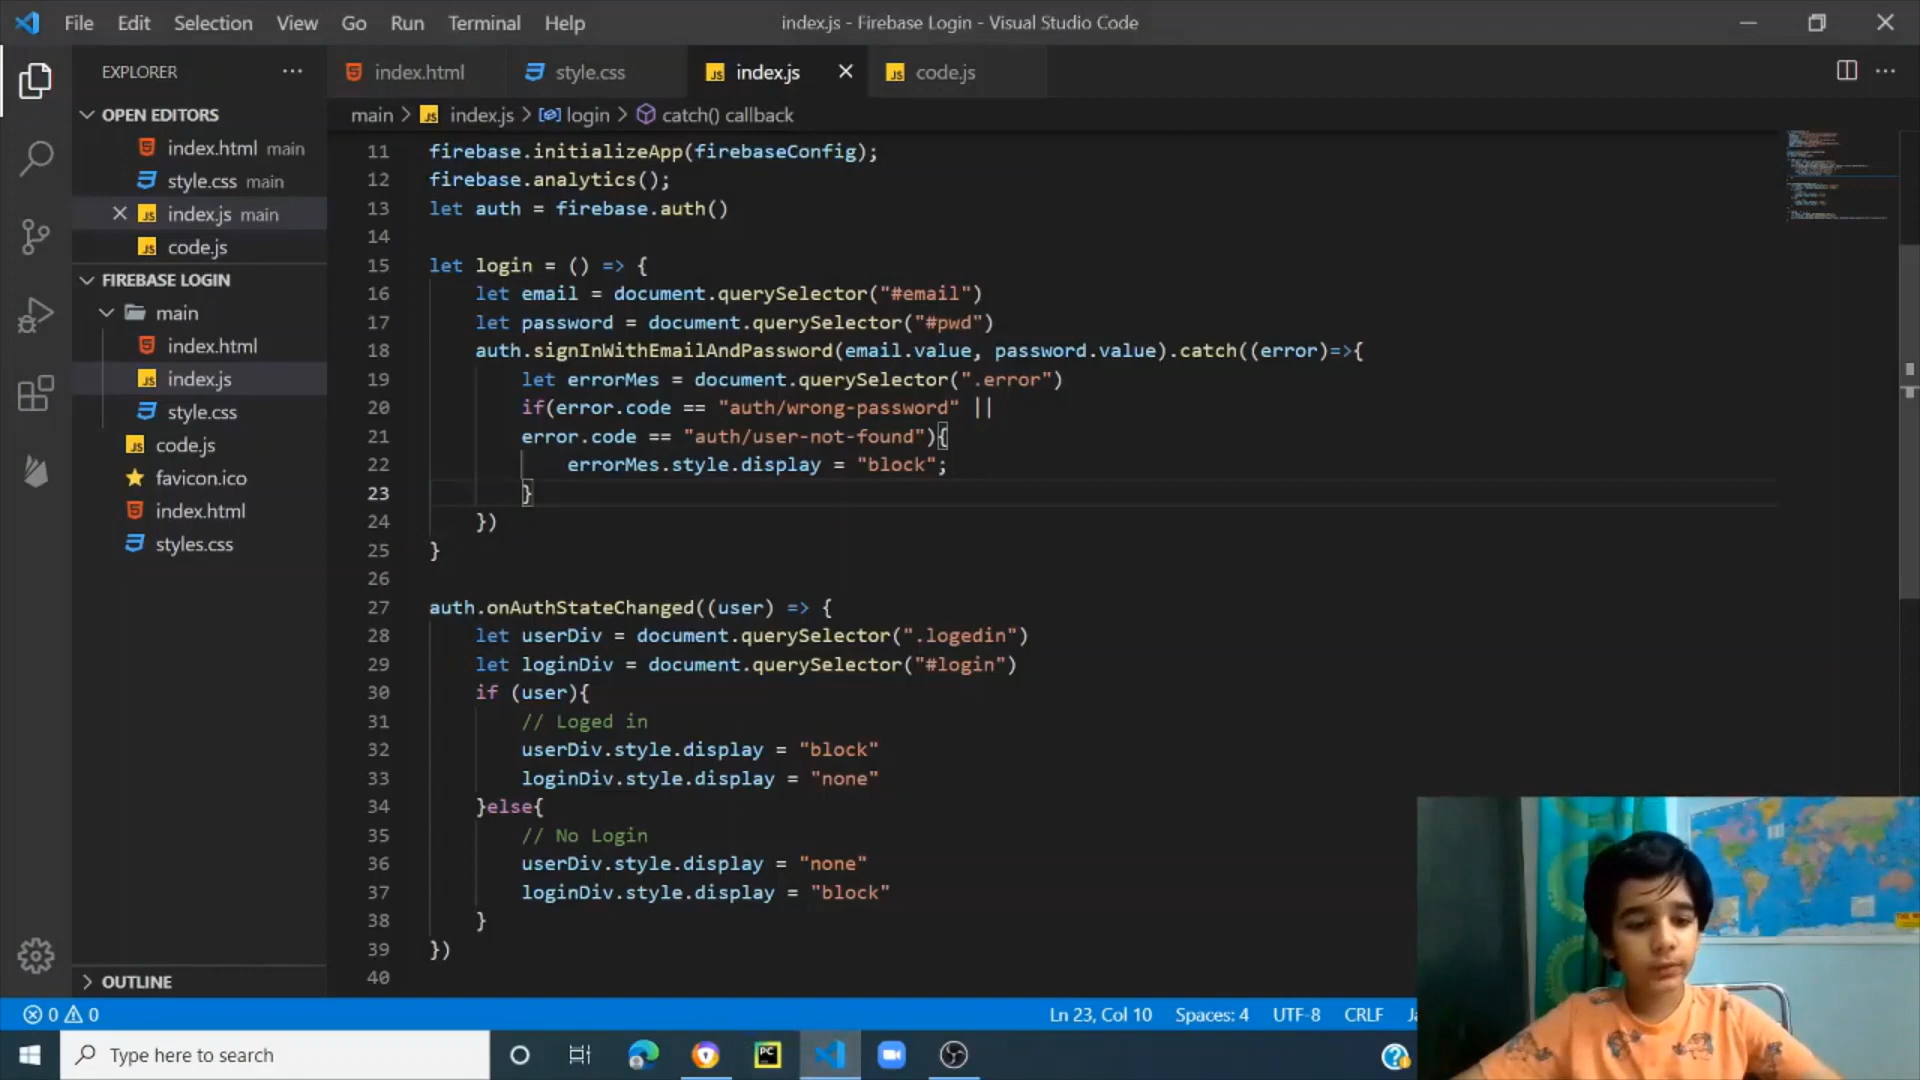 File Edit Selection View Go Run Terminal Help
index.js - Firebase Login - Visual Studio Code
EXPLORER
index.html
style.css
index.js
code.js
OPEN EDITORS
index.html main
style.css main
index.js main
code.js
FIREBASE LOGIN
main
index.html
index.js
style.css
code.js
favicon.ico
index.html
styles.css
OUTLINE
main > index.js > login > catch() callback
11 firebase.initializeApp(firebaseConfig);
12 firebase.analytics();
13 let auth = firebase.auth()
14
15 let login = () => {
16 let email = document.querySelector("#email")
17 let password = document.querySelector("#pwd")
18 auth.signInWithEmailAndPassword(email.value, password.value).catch((error)=>{
19 let errorMes = document.querySelector(".error")
20 if(error.code == "auth/wrong-password" ||
21 error.code == "auth/user-not-found"){
22 errorMes.style.display = "block";
23 }
24 })
25 }
26
27 auth.onAuthStateChanged((user) => {
28 let userDiv = document.querySelector(".logedin")
29 let loginDiv = document.querySelector("#login")
30 if (user){
31 // Loged in
32 userDiv.style.display = "block"
33 loginDiv.style.display = "none"
34 }else{
35 // No Login
36 userDiv.style.display = "none"
37 loginDiv.style.display = "block"
38 }
39 })
40
0 0
Ln 23, Col 10 Spaces: 4 UTF-8 CRLF
Type here to search
PC